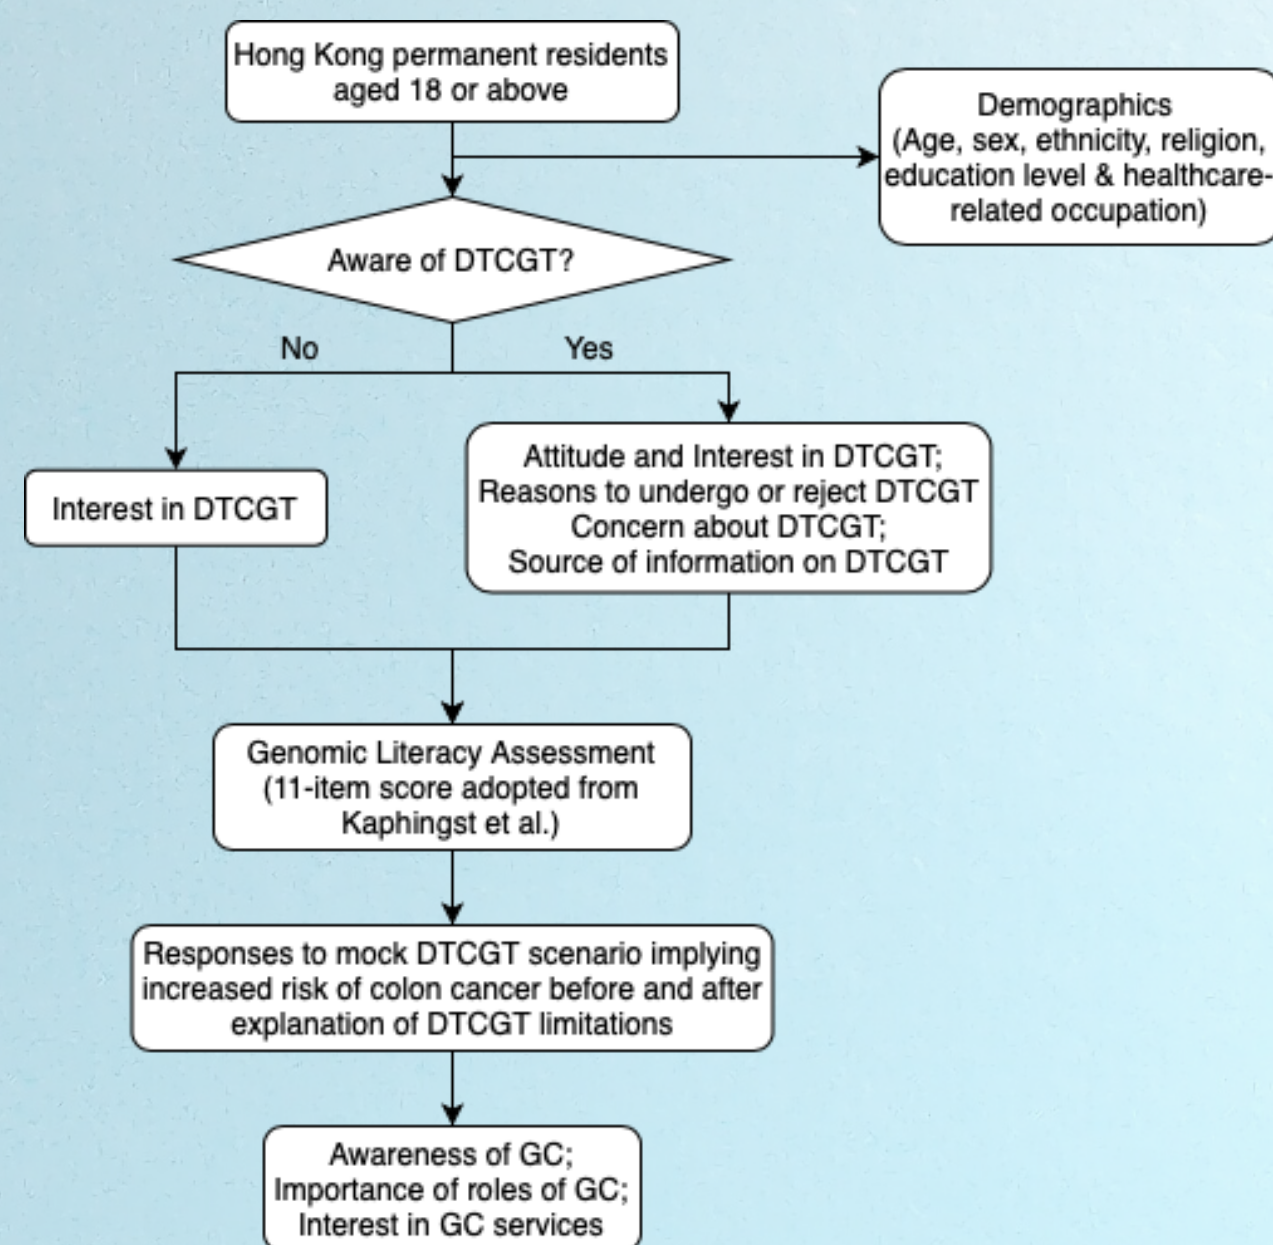 Hong Kong permanent residents
aged 18 or above
Demographics
(Age, sex, ethnicity, religion,
education level & healthcare-
related occupation)
Aware of DTCGT?
No
Yes
Interest in DTCGT
Attitude and Interest in DTCGT;
Reasons to undergo or reject DTCGT
Concern about DTCGT;
Source of information on DTCGT
Genomic Literacy Assessment
(11-item score adopted from
Kaphingst et al.)
Responses to mock DTCGT scenario implying
increased risk of colon cancer before and after
explanation of DTCGT limitations
Awareness of GC;
Importance of roles of GC;
Interest in GC services